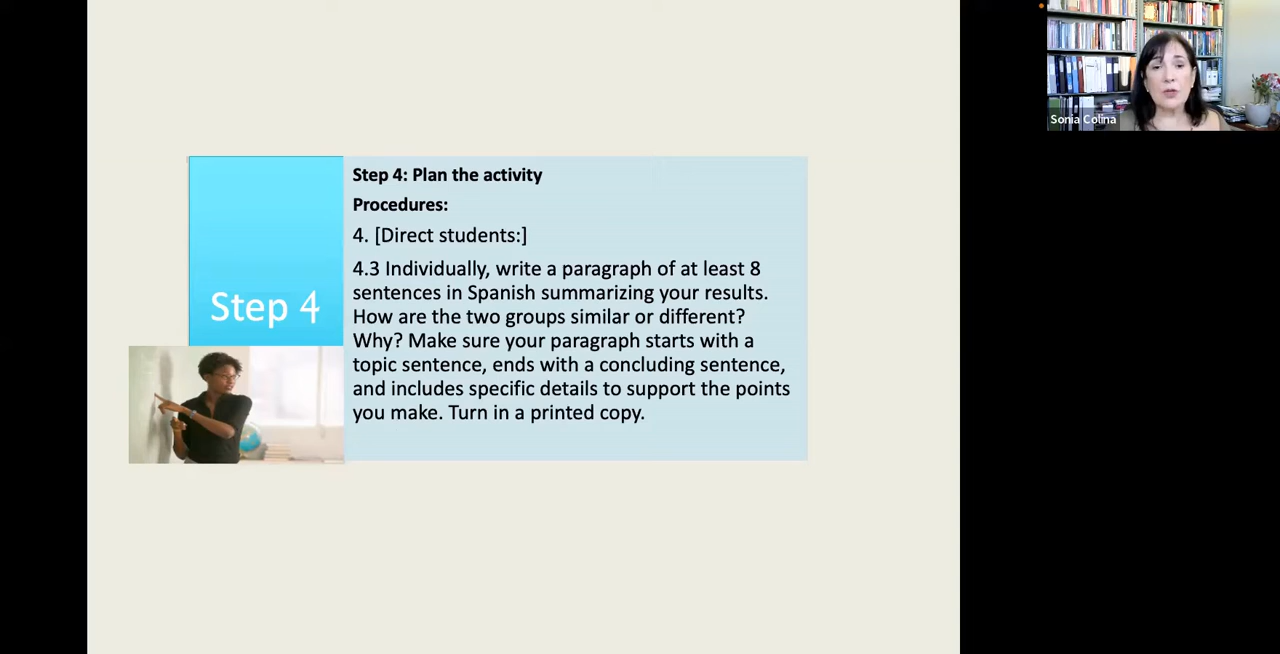 Step 4: Plan the activity
Procedures:
4. [Direct students:]
4.3 Individually, write a paragraph of at least 8
sentences in Spanish summarizing your results.
How are the two groups similar or different?
Why? Make sure your paragraph starts with a
topic sentence, ends with a concluding sentence,
and includes specific details to support the points
you make. Turn in a printed copy.
Step 4
Sonia Colina